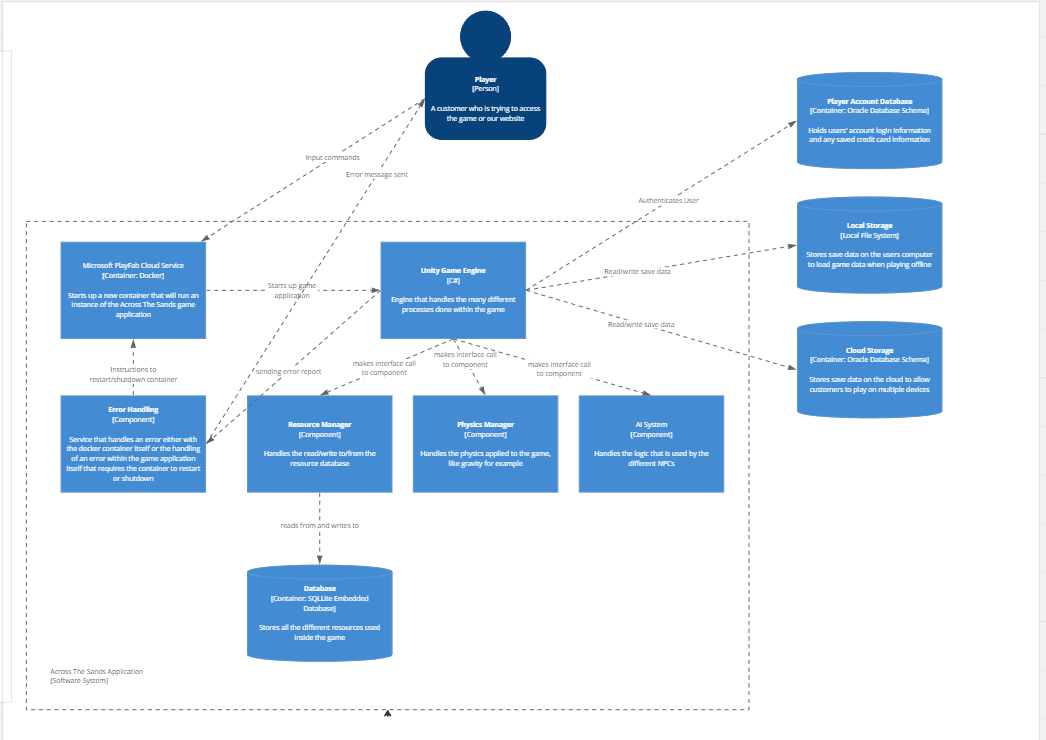 Player
[Person]
A customer who is trying to access
the game or our website
Player Account Database
[Container: Oracle Database Schema]
Holds users' account login information
and any saved credit card information
Input commands
Error message sent
Authenticates User
Local Storage
[Local File System]
Stores save data on the users computer
to load game data when playing offline
Microsoft PlayFab Cloud Service
[Container: Docker]
Starts up a new container that will run an
instance of the Across The Sands game
application
Starts up game
application
Unity Game Engine
[C#]
Engine that handles the many different
processes done within the game
Read/write save data
Read/write save data
Cloud Storage
[Container: Oracle Database Schema]
Stores save data on the cloud to allow
customers to play on multiple devices
Instructions to
restart/shutdown container
sending error report
makes interface call
to component
makes interface call
to component
makes interface call
to component
Error Handling
[Component]
Service that handles an error either with
the docker container itself or the handling
of an error within the game application
itself that requires the container to restart
or shutdown
Resource Manager
[Component]
Handles the read/write to/from the
resource database
Physics Manager
[Component]
Handles the physics applied to the game,
like gravity for example
AI System
[Component]
Handles the logic that is used by the
different NPCs
reads from and writes to
Database
[Container: SQLLite Embedded
Database]
Stores all the different resources used
inside the game
Across The Sands Application
[Software System]